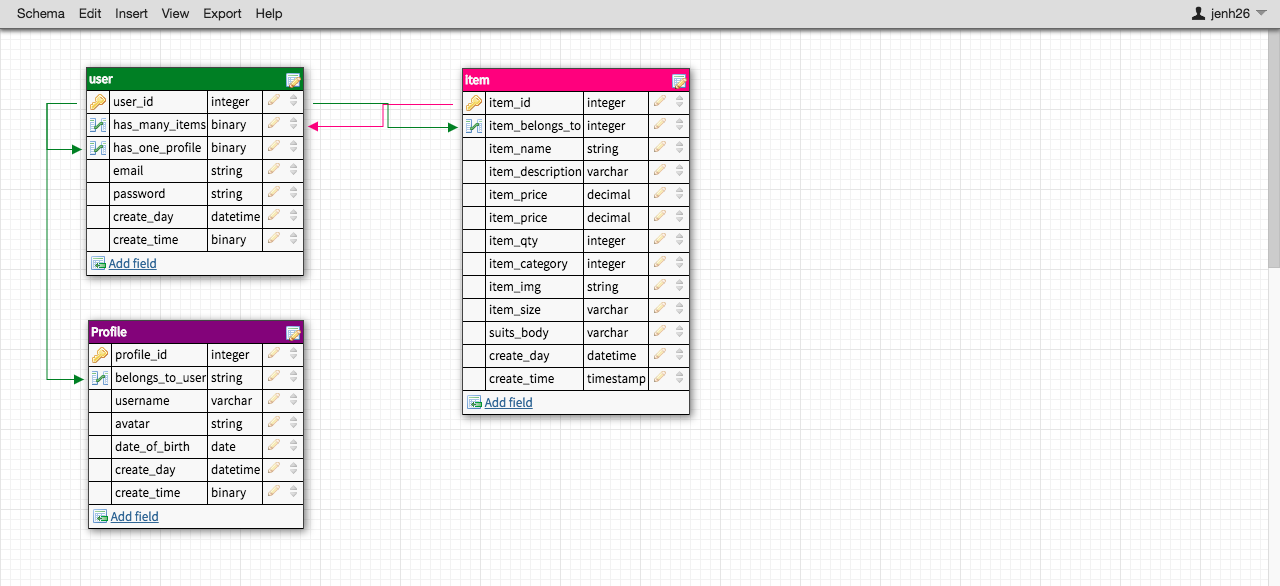 Schema Edit Insert View Export Help jenh26
user
user_id integer
has_many_items binary
has_one_profile binary
email string
password string
create_day datetime
create_time binary
Add field
Profile
profile_id integer
belongs_to_user string
username varchar
avatar string
date_of_birth date
create_day datetime
create_time binary
Add field
Item
item_id integer
item_belongs_to integer
item_name string
item_description varchar
item_price decimal
item_price decimal
item_qty integer
item_category integer
item_img string
item_size varchar
suits_body varchar
create_day datetime
create_time timestamp
Add field